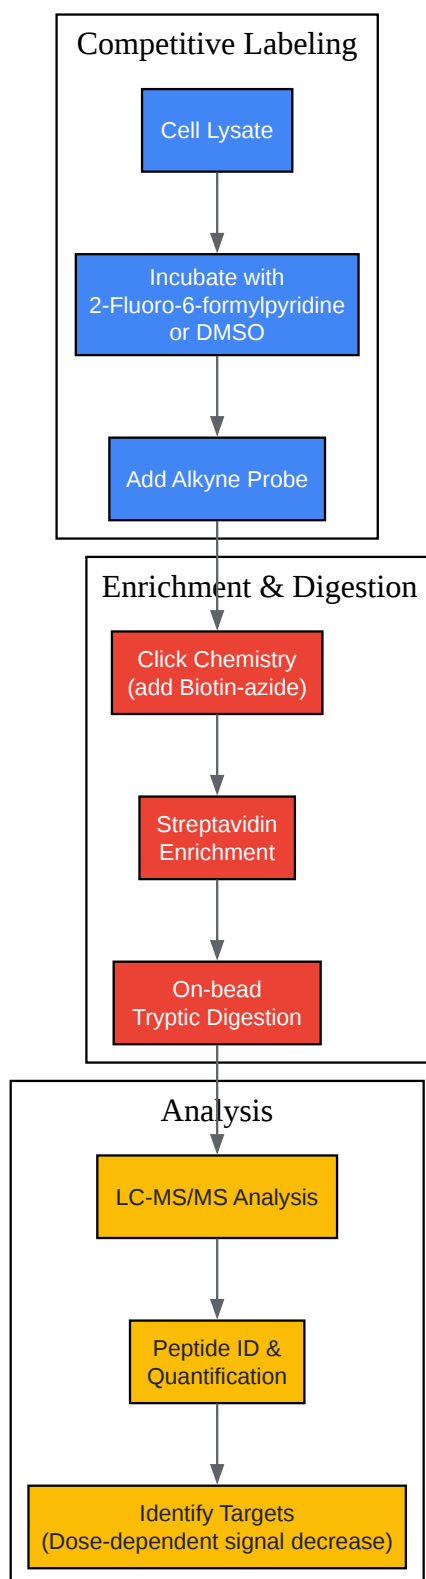 Competitive Labeling
Cell Lysate
Incubate with
2-Fluoro-6-formylpyridine
or DMSO
Add Alkyne Probe
Enrichment & Digestion
Click Chemistry
(add Biotin-azide)
Streptavidin
Enrichment
On-bead
Tryptic Digestion
Analysis
LC-MS/MS Analysis
Peptide ID &
Quantification
Identify Targets
(Dose-dependent signal decrease)